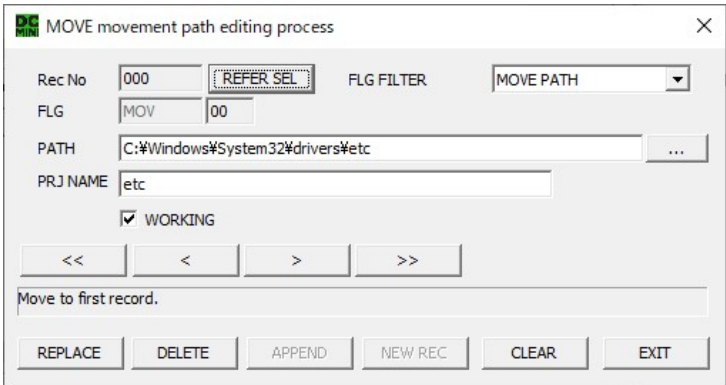 DC MINI MOVE movement path editing process
Rec No 000 REFER SEL FLG FILTER MOVE PATH
FLG MOV 00
PATH C:¥Windows¥System32¥drivers¥etc ...
PRJ NAME etc
WORKING
<< < > >>
Move to first record.
REPLACE DELETE APPEND NEW REC CLEAR EXIT